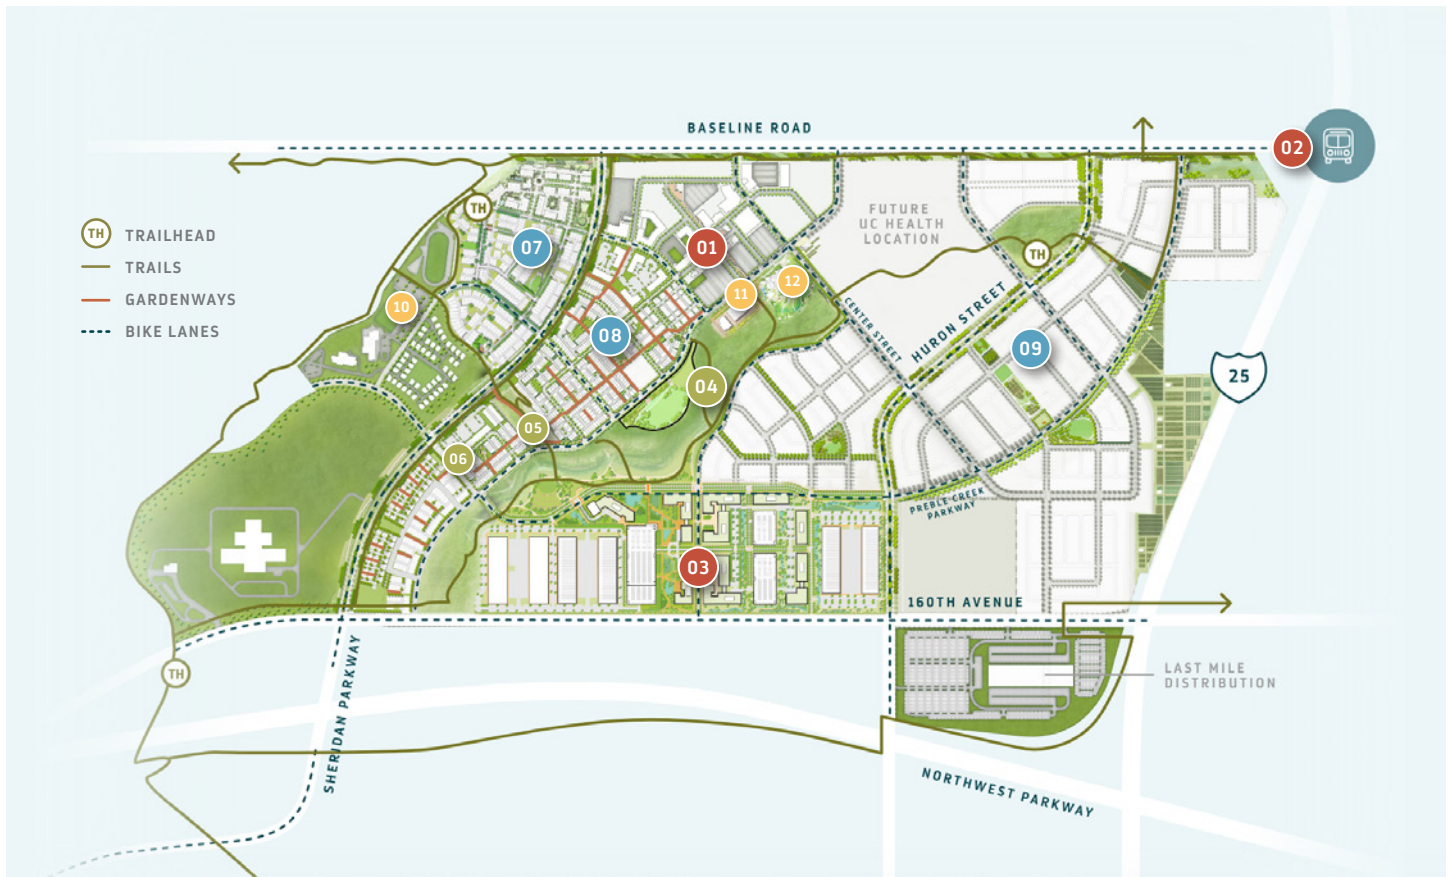 BASELINE ROAD
02
TH
TH TRAILHEAD
TRAILS
GARDENWAYS
BIKE LANES
FUTURE
UC HEALTH
LOCATION
07
01
TH
10
11
12
08
CENTER STREET
HURON STREET
09
04
25
05
06
PREBLE CREEK
PARKWAY
03
160TH AVENUE
TH
SHERIDAN PARKWAY
LAST MILE
DISTRIBUTION
NORTHWEST PARKWAY